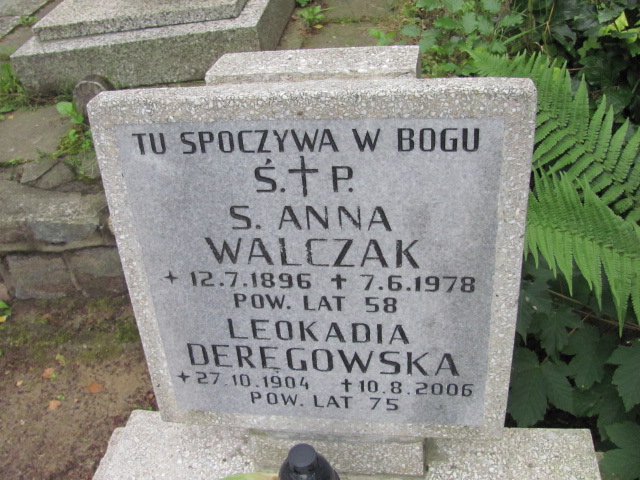 TU SPOCZYWA W BOGU
Ś. † P.
S. ANNA
WALCZAK
+ 12.7.1896 † 7.6.1978
POW. LAT 58
LEOKADIA
DERĘGOWSKA
+ 27.10.1904 † 10.8.2006
POW. LAT 75